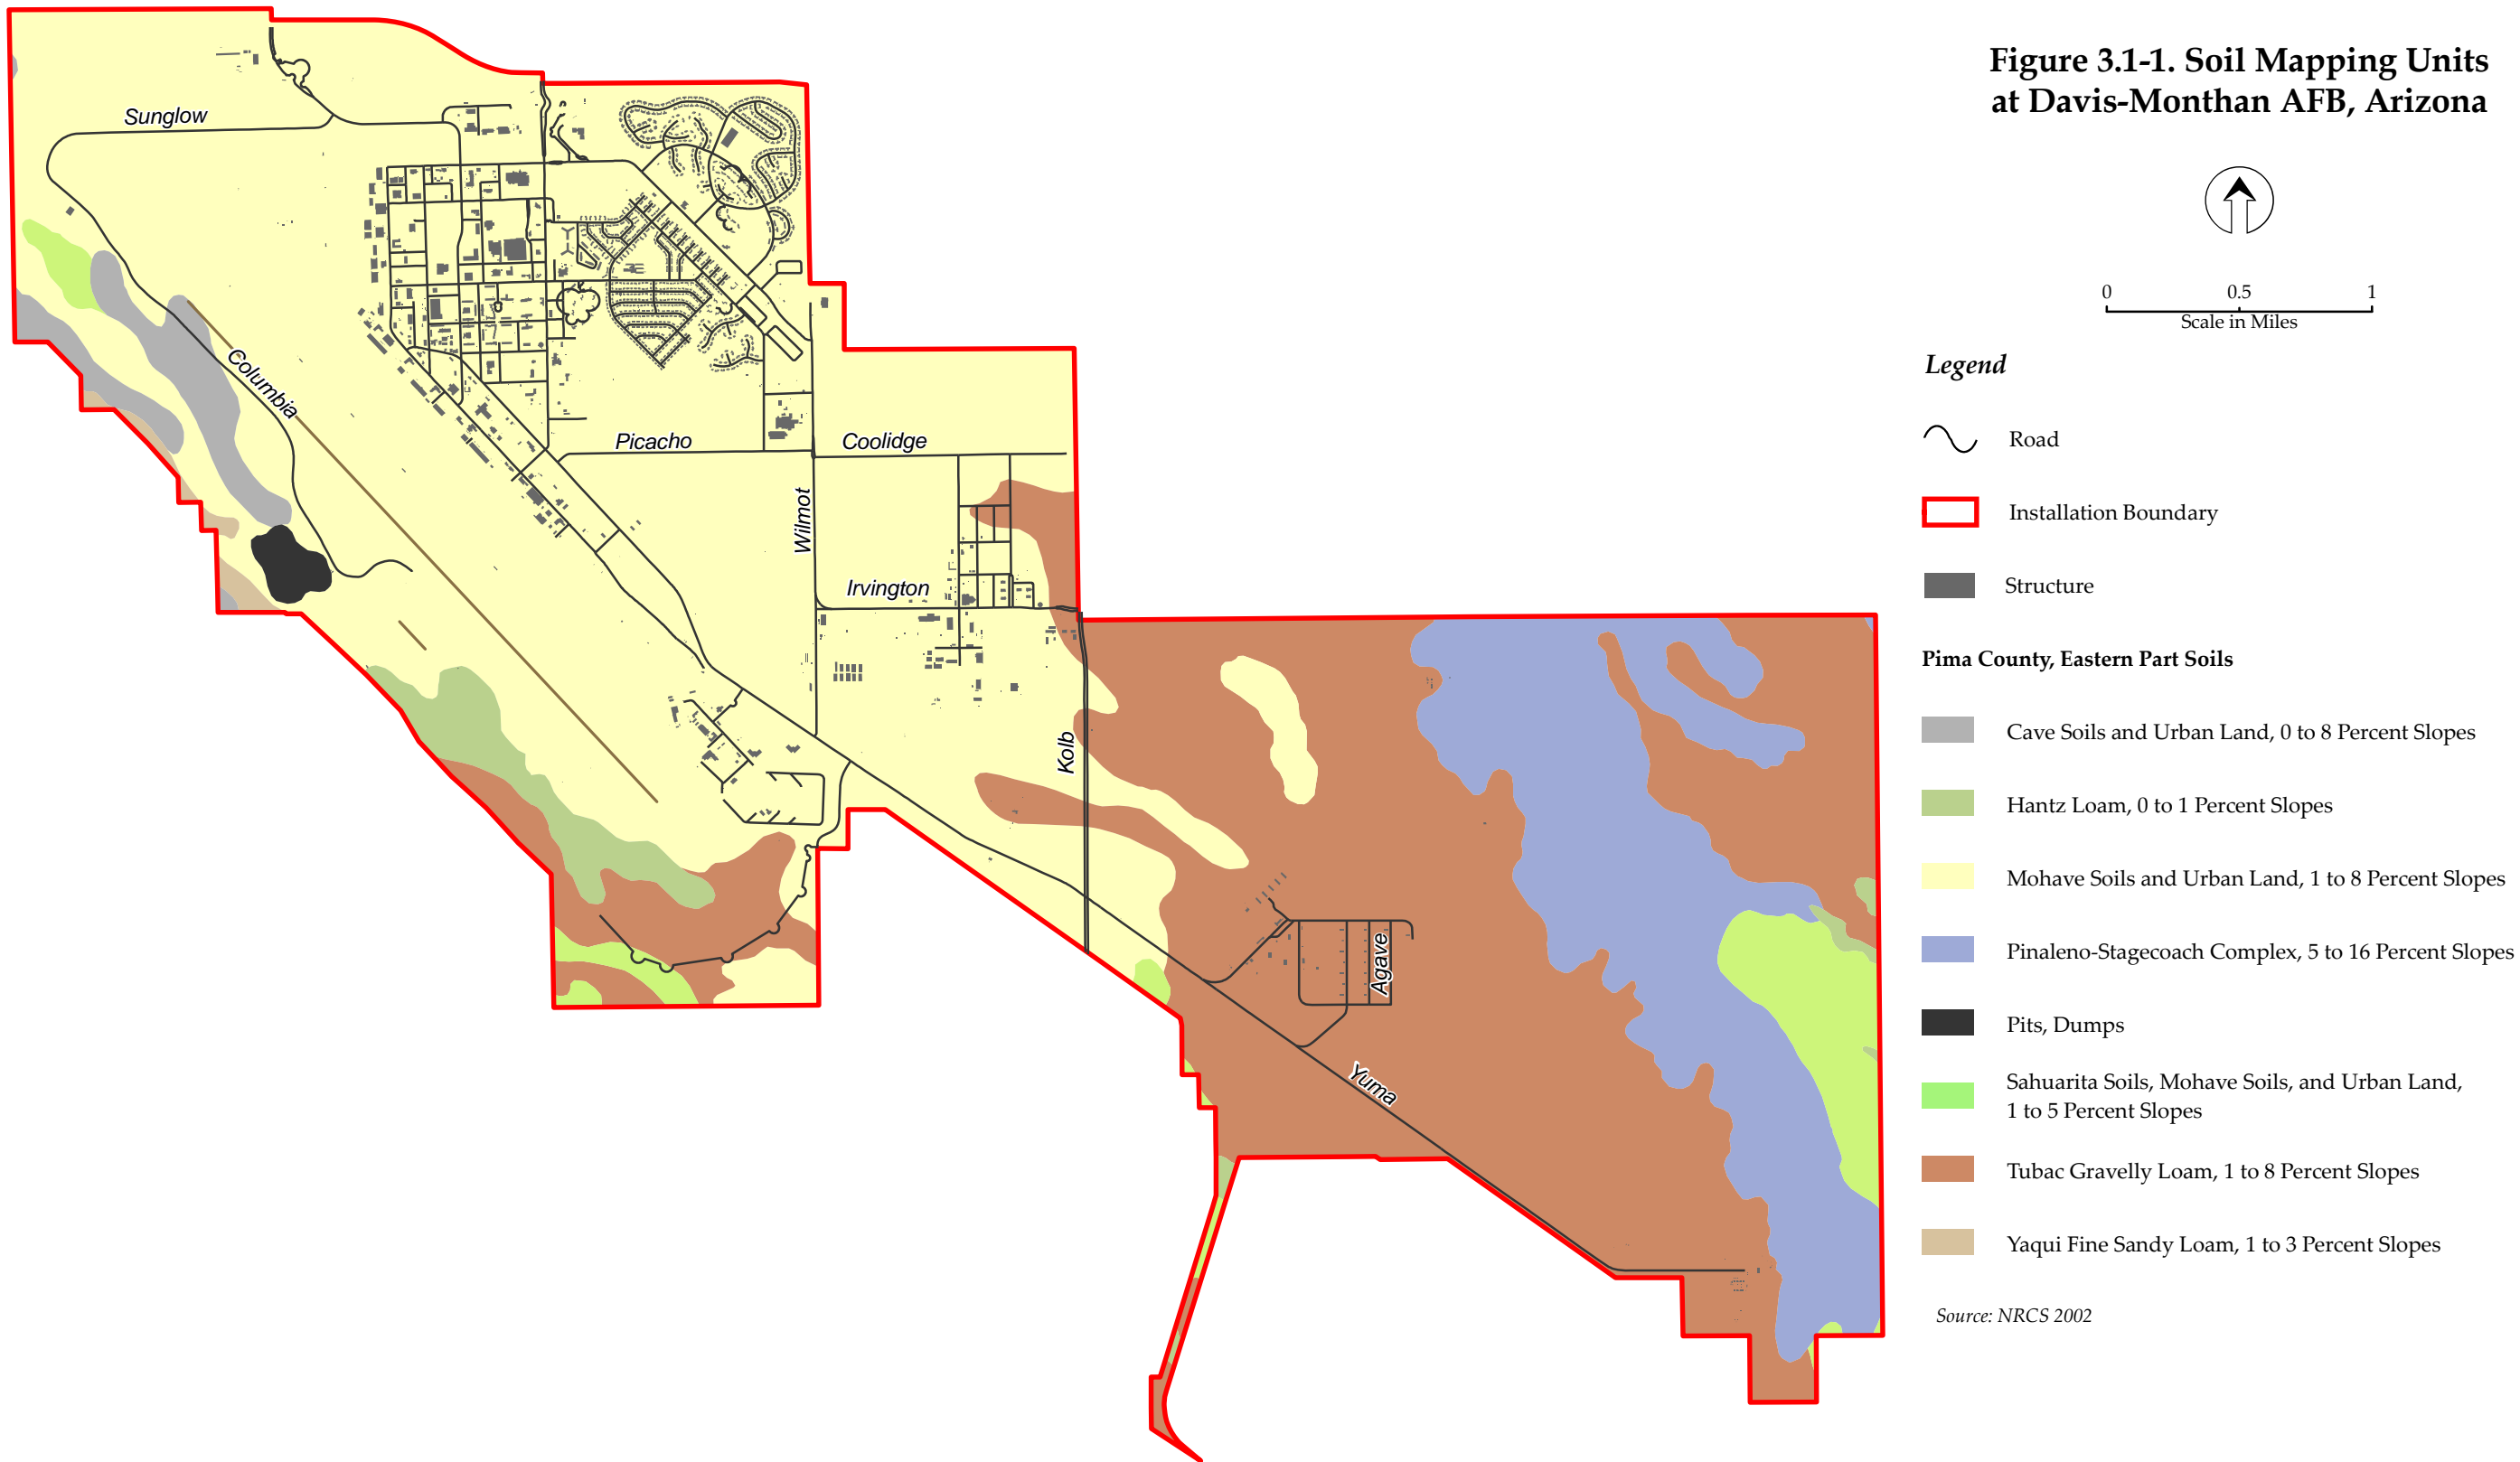 Figure 3.1-1. Soil Mapping Units
at Davis-Monthan AFB, Arizona
0 0.5 1
Scale in Miles
Legend
Road
Installation Boundary
Structure
Pima County, Eastern Part Soils
Cave Soils and Urban Land, 0 to 8 Percent Slopes
Hantz Loam, 0 to 1 Percent Slopes
Mohave Soils and Urban Land, 1 to 8 Percent Slopes
Pinaleno-Stagecoach Complex, 5 to 16 Percent Slopes
Pits, Dumps
Sahuarita Soils, Mohave Soils, and Urban Land,
1 to 5 Percent Slopes
Tubac Gravelly Loam, 1 to 8 Percent Slopes
Yaqui Fine Sandy Loam, 1 to 3 Percent Slopes
Source: NRCS 2002
Sunglow
Columbia
Picacho
Coolidge
Wilmot
Irvington
Kolb
Agave
Yuma